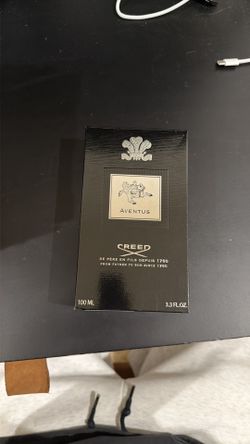 AVENTUS
CREED
DE PÈRE EN FILS DEPUIS 1760
FROM FATHER TO SON SINCE 1760
100 ML
3.3 FL.OZ.